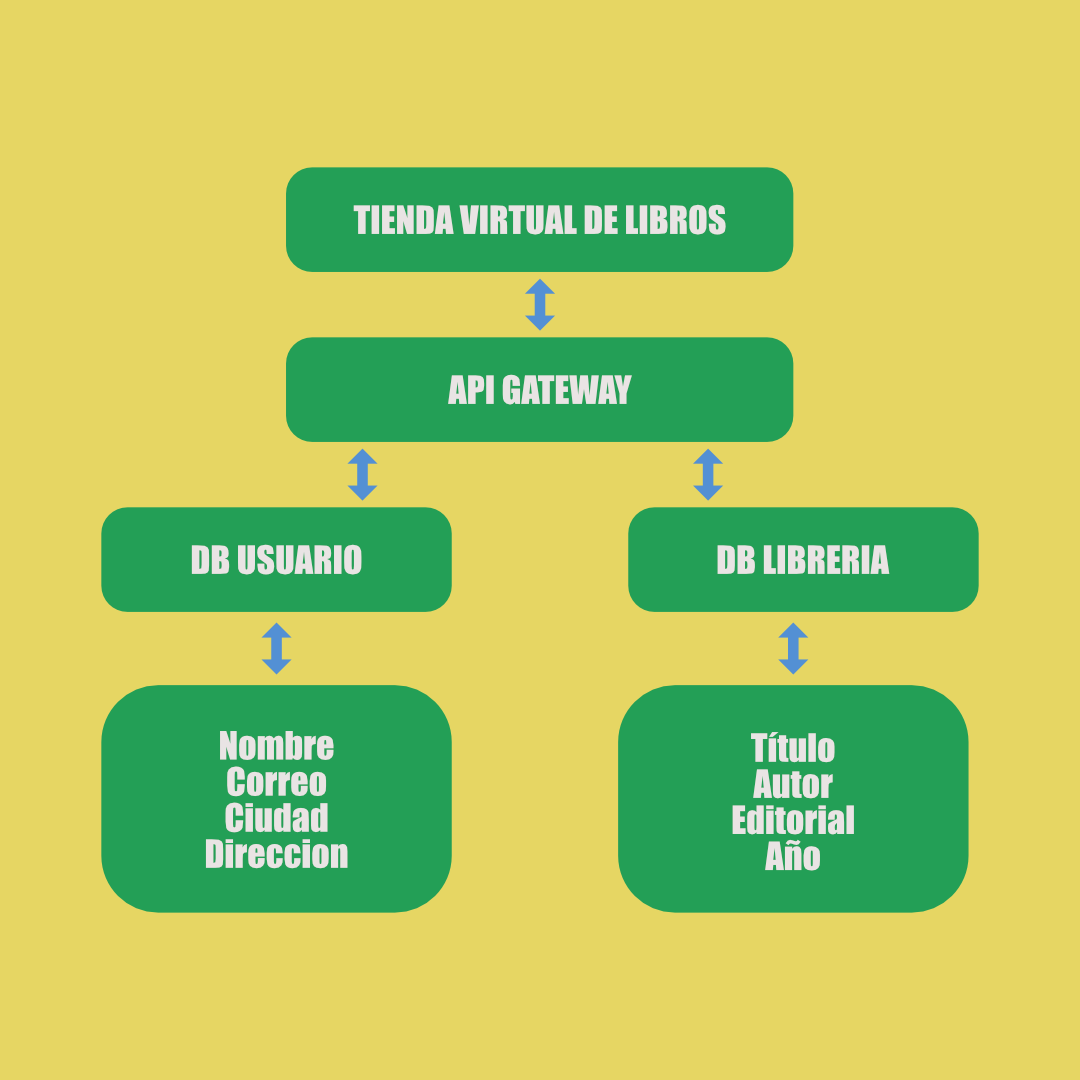 TIENDA VIRTUAL DE LIBROS
API GATEWAY
DB USUARIO
DB LIBRERIA
Nombre
Correo
Ciudad
Direccion
Título
Autor
Editorial
Año